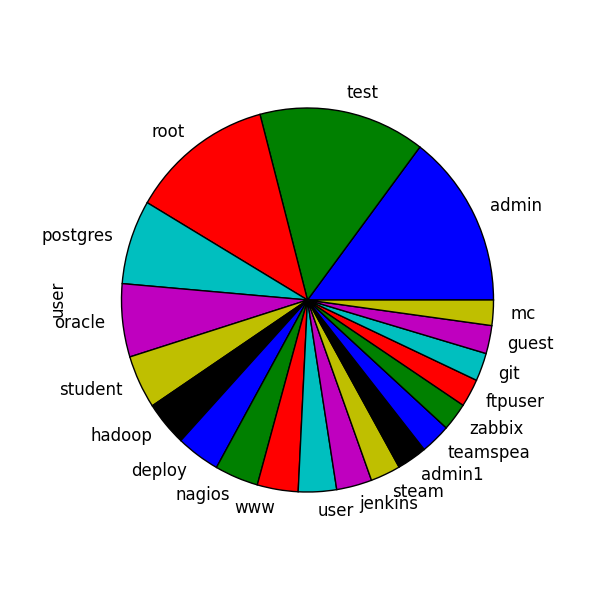 test
root
admin
postgres
user
oracle
mc
guest
git
student
ftpuser
zabbix
hadoop
teamspea
deploy
admin1
nagios
steam
www
jenkins
user